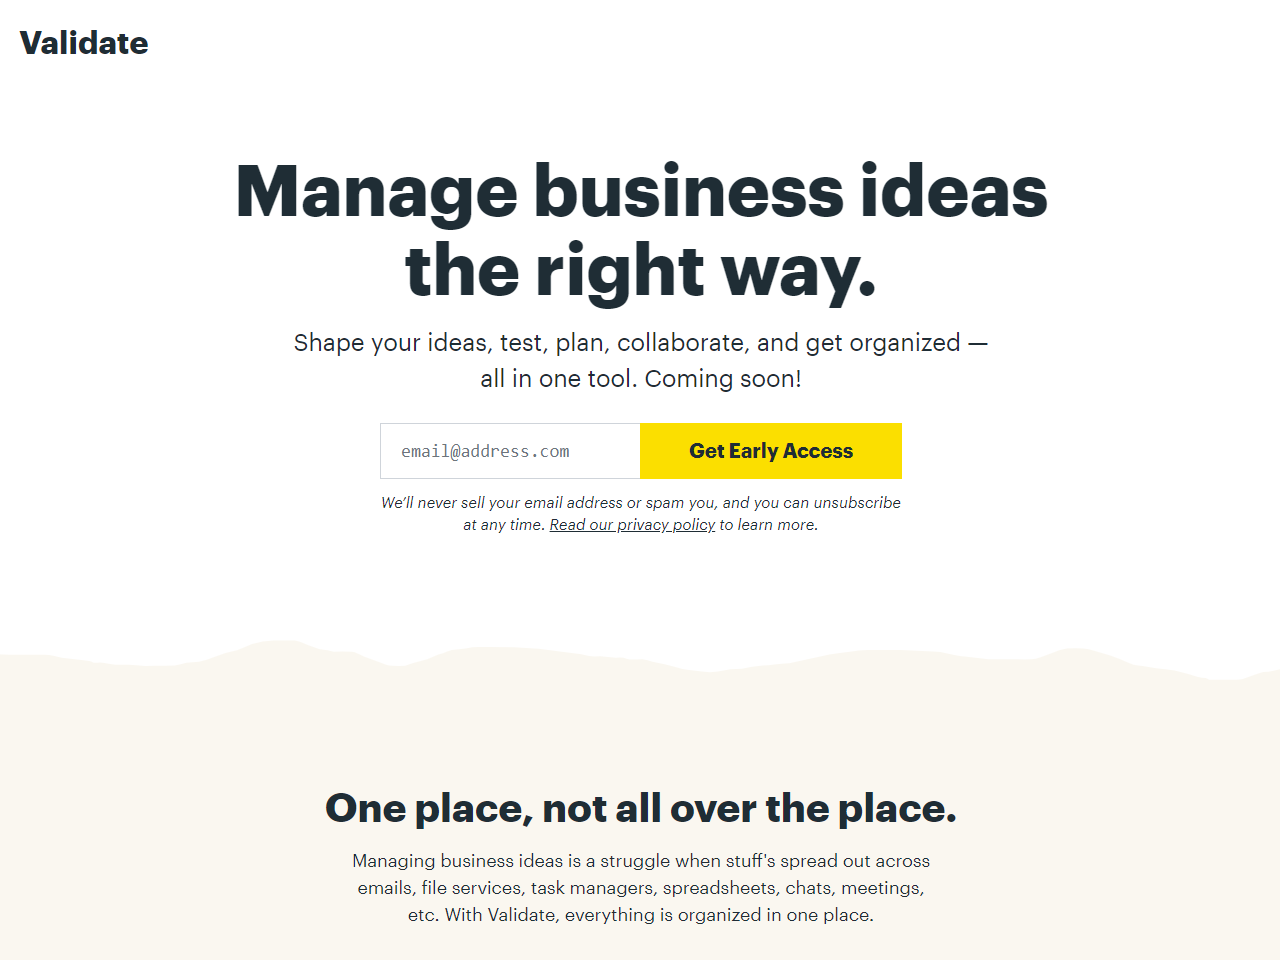 Validate
Manage business ideas
the right way.
Shape your ideas, test, plan, collaborate, and get organized —
all in one tool. Coming soon!
email@address.com
Get Early Access
We’ll never sell your email address or spam you, and you can unsubscribe
at any time. Read our privacy policy to learn more.
One place, not all over the place.
Managing business ideas is a struggle when stuff's spread out across
emails, file services, task managers, spreadsheets, chats, meetings,
etc. With Validate, everything is organized in one place.